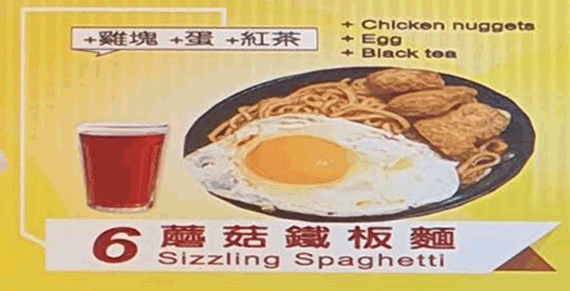 +雞塊 +蛋 +紅茶
+ Chicken nuggets
+ Egg
+ Black tea
6 蘑菇鐵板麵
Sizzling Spaghetti